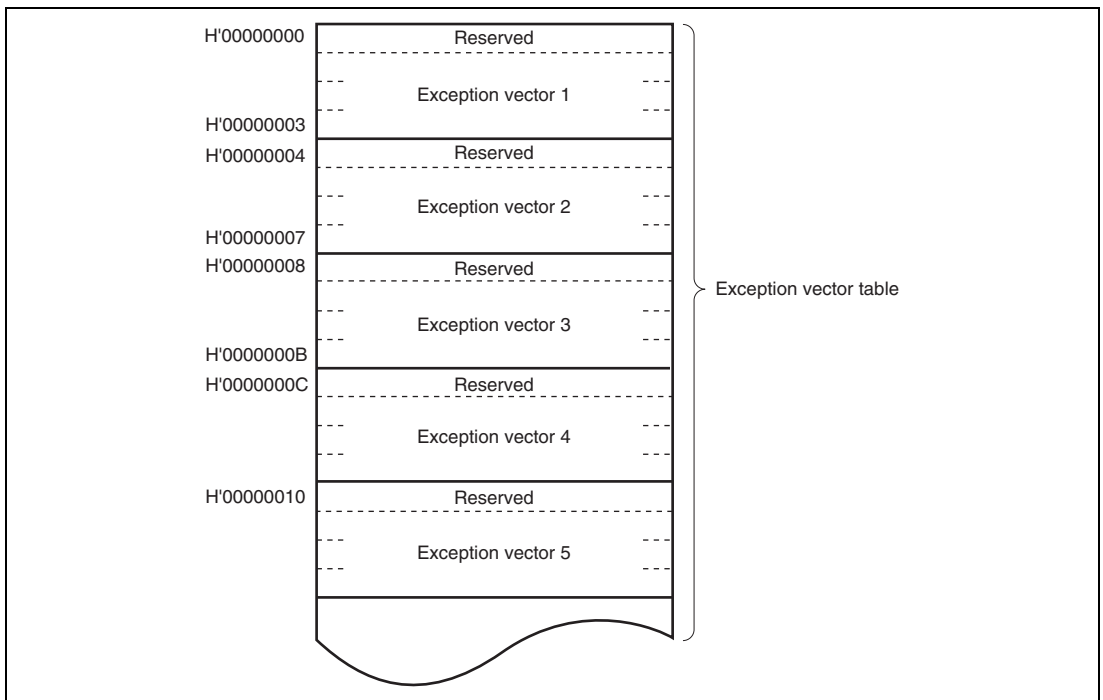 H'00000000 Reserved
Exception vector 1
H'00000003
H'00000004 Reserved
Exception vector 2
H'00000007
H'00000008 Reserved
Exception vector table
Exception vector 3
H'0000000B
H'0000000C Reserved
Exception vector 4
H'00000010 Reserved
Exception vector 5